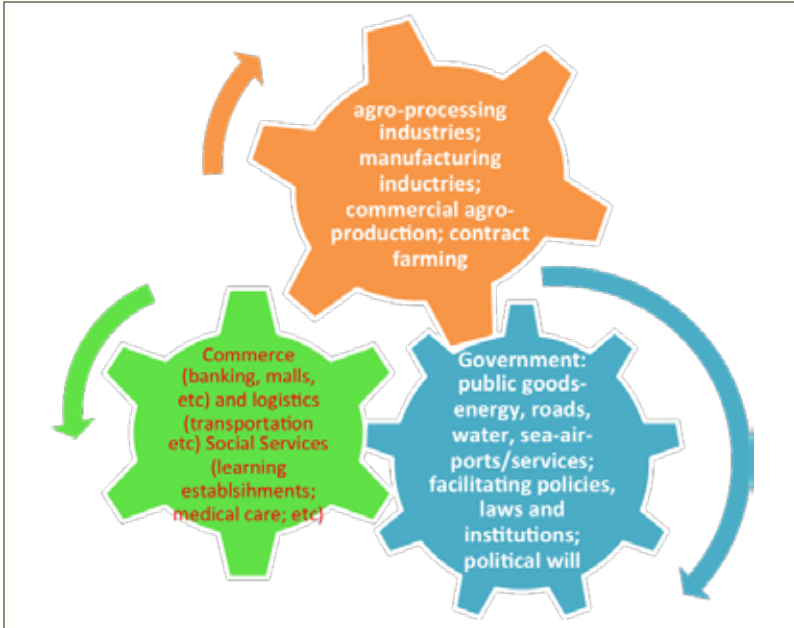 agro-processing
industries;
manufacturing
inductries;
commercial agro-
production; contract
farming
Commerce
(banking, malls,
etc) and logistics
(transportation
etc) Social Services
(learning
establsihments;
medical care; etc)
Government:
public goods-
energy, roads,
water, sea-air-
ports/services;
facilitating policies,
laws and
institutions;
political will